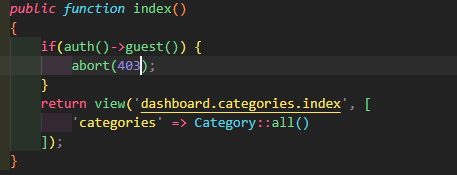 public function index()
{
if(auth()->guest()) {
abort(403);
}
return view('dashboard.categories.index', [
'categories' => Category::all()
]);
}